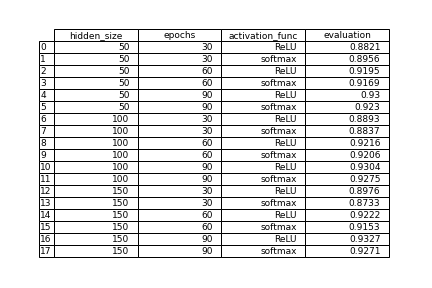 hidden_size epochs activation_func evaluation
0 50 30 ReLU 0.8821
1 50 30 softmax 0.8956
2 50 60 ReLU 0.9195
3 50 60 softmax 0.9169
4 50 90 ReLU 0.93
5 50 90 softmax 0.923
6 100 30 ReLU 0.8893
7 100 30 softmax 0.8837
8 100 60 ReLU 0.9216
9 100 60 softmax 0.9206
10 100 90 ReLU 0.9304
11 100 90 softmax 0.9275
12 150 30 ReLU 0.8976
13 150 30 softmax 0.8733
14 150 60 ReLU 0.9222
15 150 60 softmax 0.9153
16 150 90 ReLU 0.9327
17 150 90 softmax 0.9271